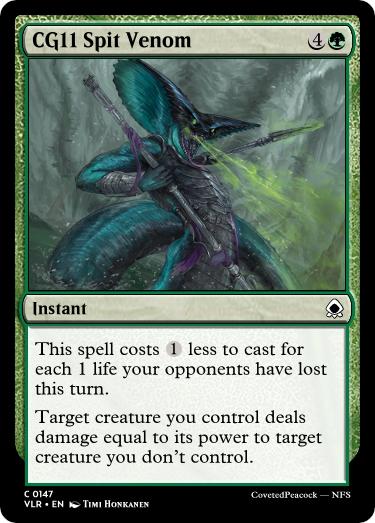 CG11 Spit Venom 4
Instant
This spell costs 1 less to cast for
each 1 life your opponents have lost
this turn.
Target creature you control deals
damage equal to its power to target
creature you don't control.
C 0147
VLR • EN Timi Honkanen
CovetedPeacock — NFS